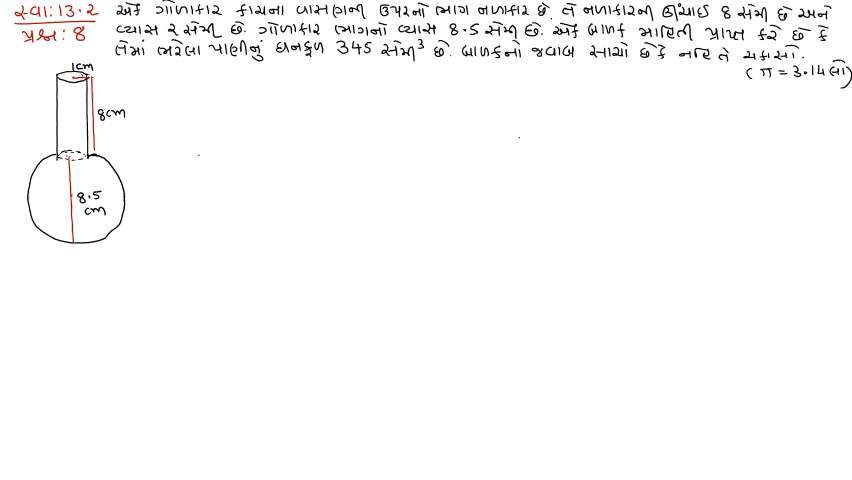 સ્વા: 13.2 એક ગોળાકાર કાચના વાસણની ઉપરનો ભાગ નળાકાર છે. તે નળાકારની ઊંચાઈ 8 સેમી છે અને
પ્રશ્ન: 8 વ્યાસ 2 સેમી છે. ગોળાકાર ભાગનો વ્યાસ 8.5 સેમી છે. એક બાળક માહિતી પ્રાપ્ત કરે છે કે
તેમાં ભરેલા પાણીનું ઘનફળ 345 સેમી³ છે. બાળકનો જવાબ સાચો છે કે નહિ તે ચકાસો.
(π = 3.14 લો)
1cm
8cm
8.5
cm